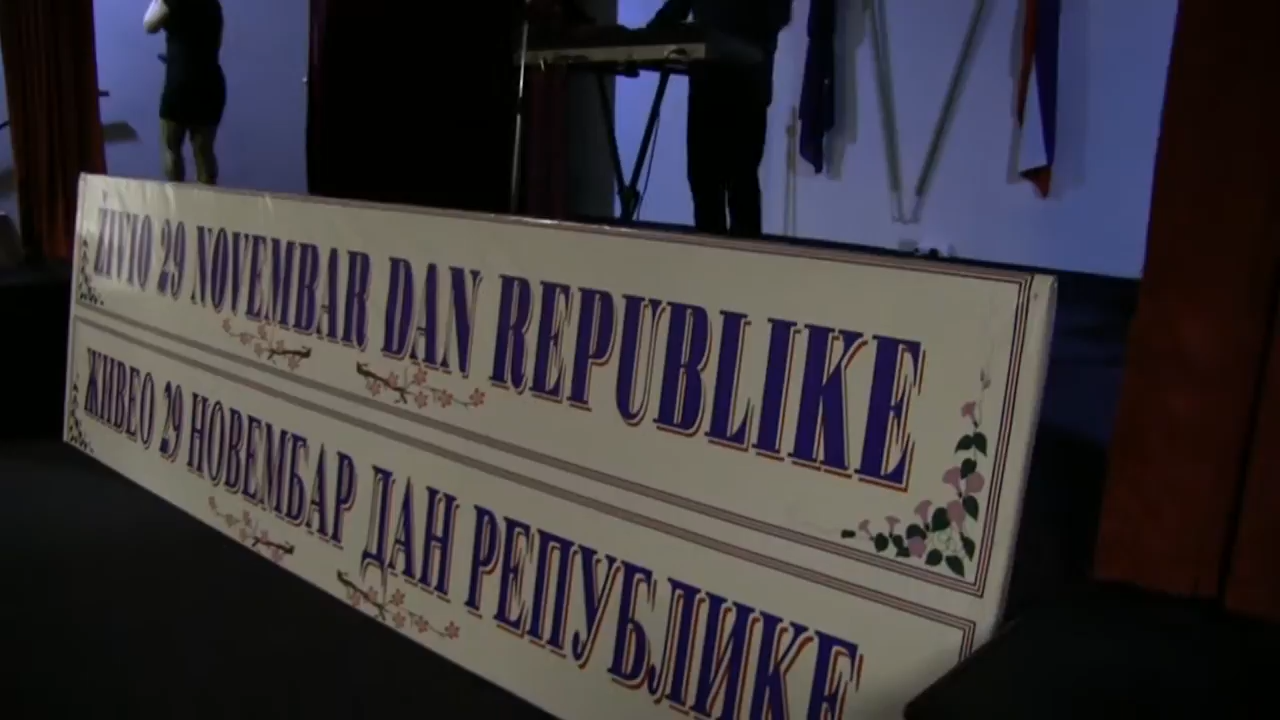 ŽIVIO 29 NOVEMBAR DAN REPUBLIKE
ЖИВЕО 29 НОВЕМБАР ДАН РЕПУБЛИКЕ